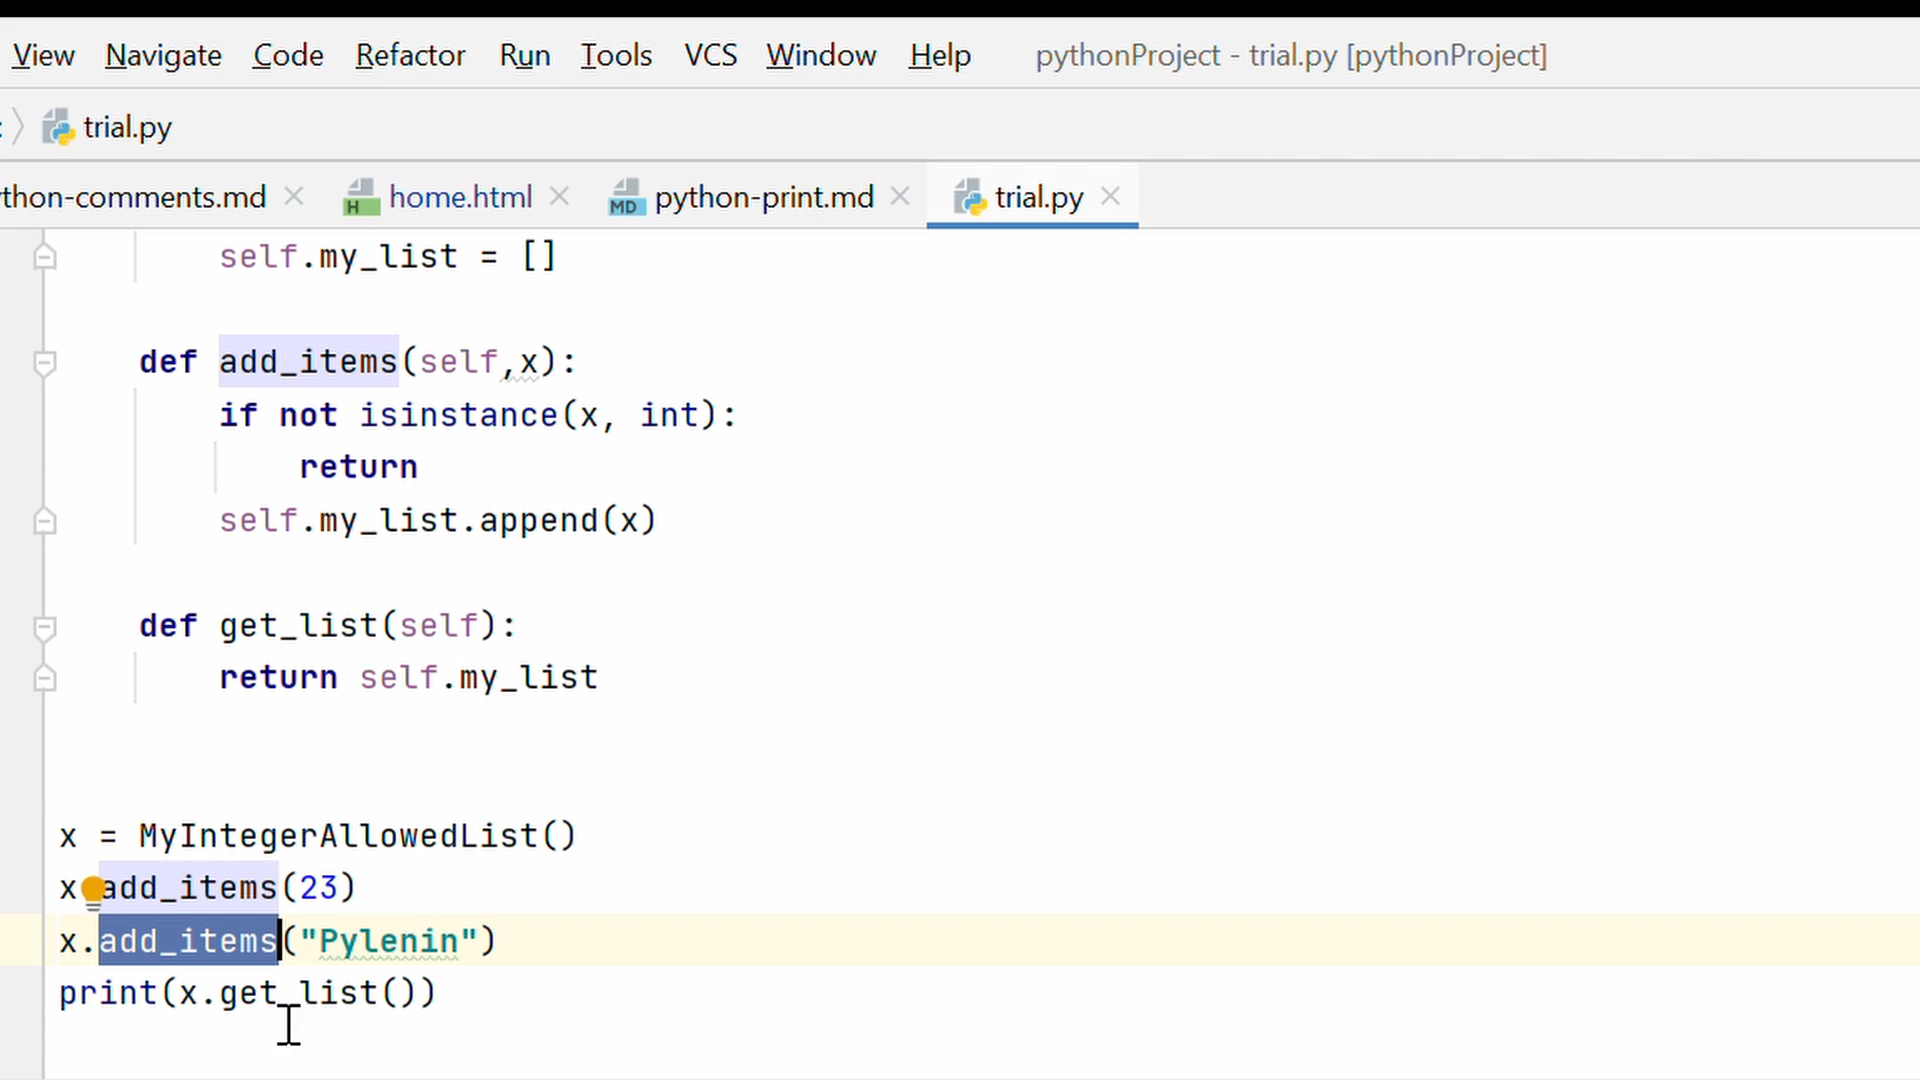 View Navigate Code Refactor Run Tools VCS Window Help pythonProject - trial.py [pythonProject]
trial.py
thon-comments.md home.html python-print.md trial.py
self.my_list = []
def add_items(self,x):
if not isinstance(x, int):
return
self.my_list.append(x)
def get_list(self):
return self.my_list
x = MyIntegerAllowedList()
x add_items(23)
x.add_items("Pylenin")
print(x.get_list())